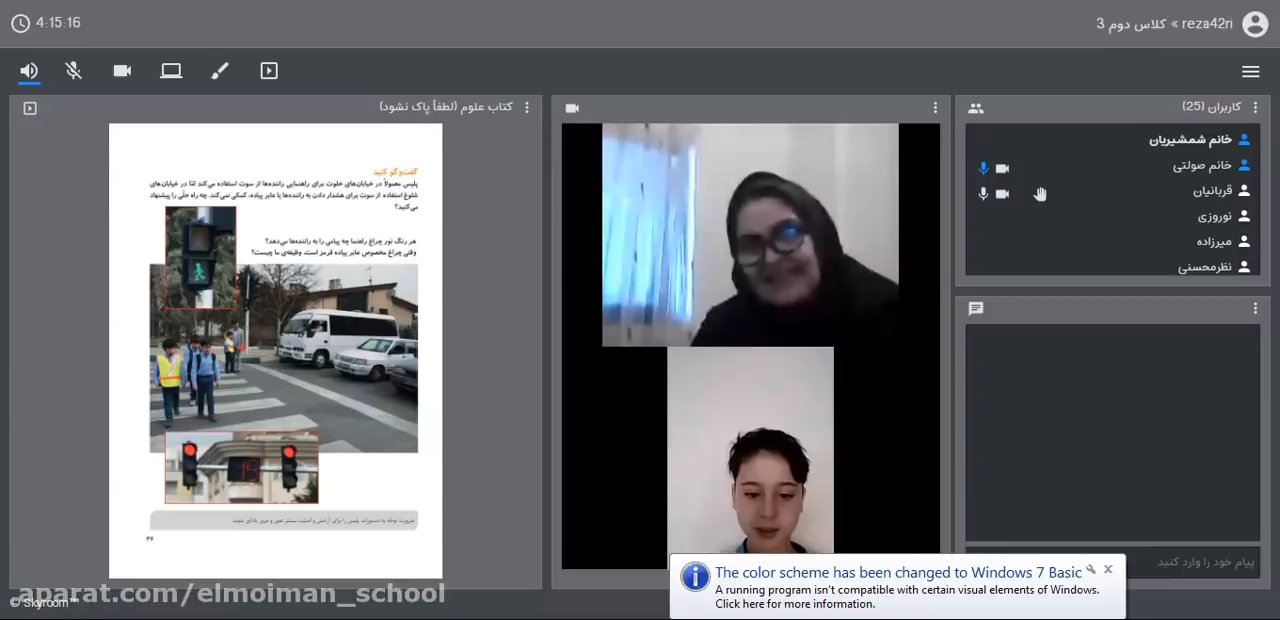 4:15:16
reza42ri » کلاس دوم 3
کتاب علوم (لطفاً پاک نشود)
گفت‌وگو کنید
پلیس معمولاً در خیابان‌های خلوت برای راهنمایی راننده‌ها از سوت استفاده می‌کند امّا در خیابان‌های
شلوغ استفاده از سوت برای هشدار دادن به راننده‌ها یا عابر پیاده، کمکی نمی‌کند. چه راه حلّی را پیشنهاد
می‌کنید؟
هر رنگ نور چراغ راهنما چه پیامی را به راننده‌ها می‌دهد؟
وقتی چراغ مخصوص عابر پیاده قرمز است، وظیفه‌ی ما چیست؟
۳۷
کاربران (25)
خانم شمشیریان
خانم صولتی
قربانیان
نوروزی
میرزاده
نظرمحسنی
پیام خود را وارد کنید
The color scheme has been changed to Windows 7 Basic
A running program isn't compatible with certain visual elements of Windows.
Click here for more information.
aparat.com/elmoiman_school
© Skyroom™